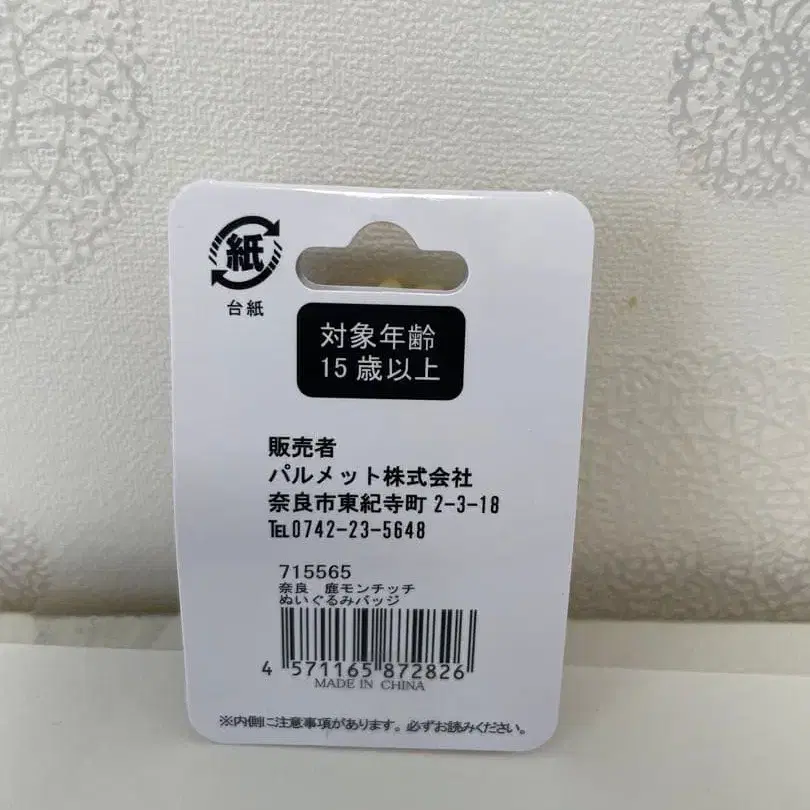 紙
台紙
対象年齢
15歳以上
販売者
パルメット株式会社
奈良市東紀寺町2-3-18
TEL0742-23-5648
715565
奈良 鹿モンチッチ
ぬいぐるみバッジ
4 571165 872826
MADE IN CHINA
※内側に注意事項があります。必ずお読みください。